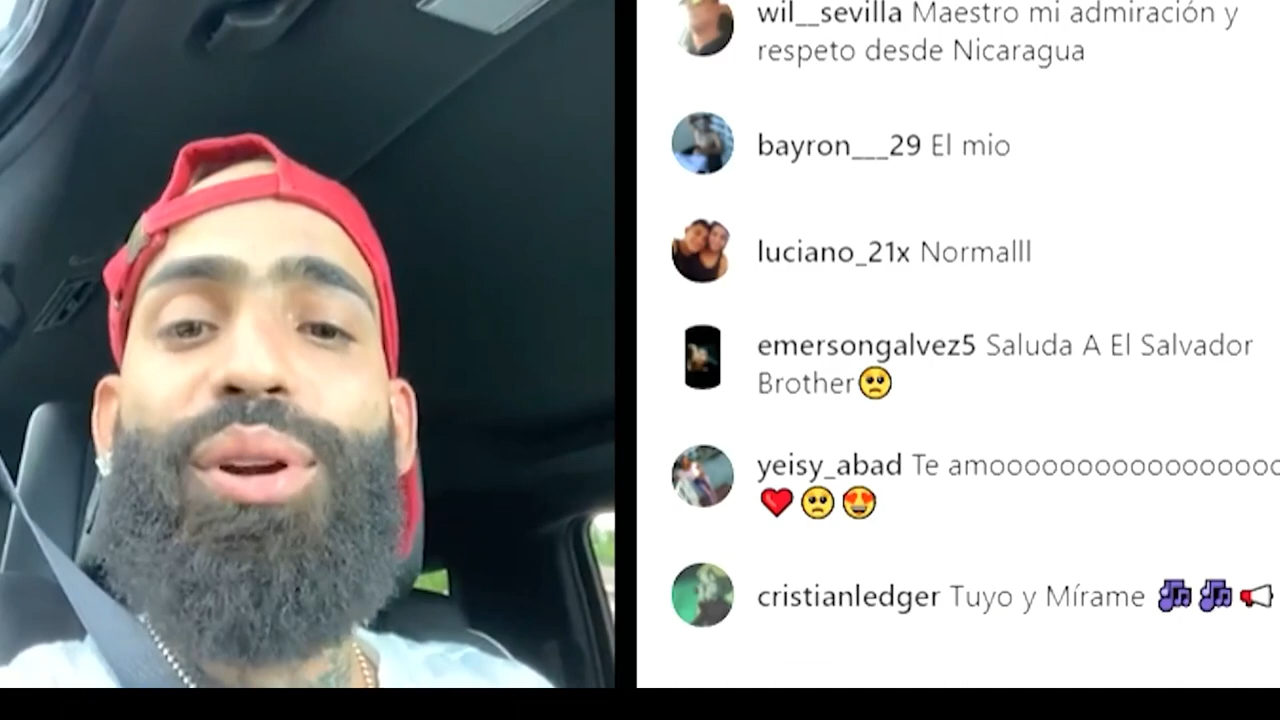 wil__sevilla Maestro mi admiración y
respeto desde Nicaragua
bayron___29 El mio
luciano_21x Normalll
emersongalvez5 Saluda A El Salvador
Brother🥺
yeisy_abad Te amooooooooooooooooo
❤️🥺😍
cristianledger Tuyo y Mírame 🎶🎶📢